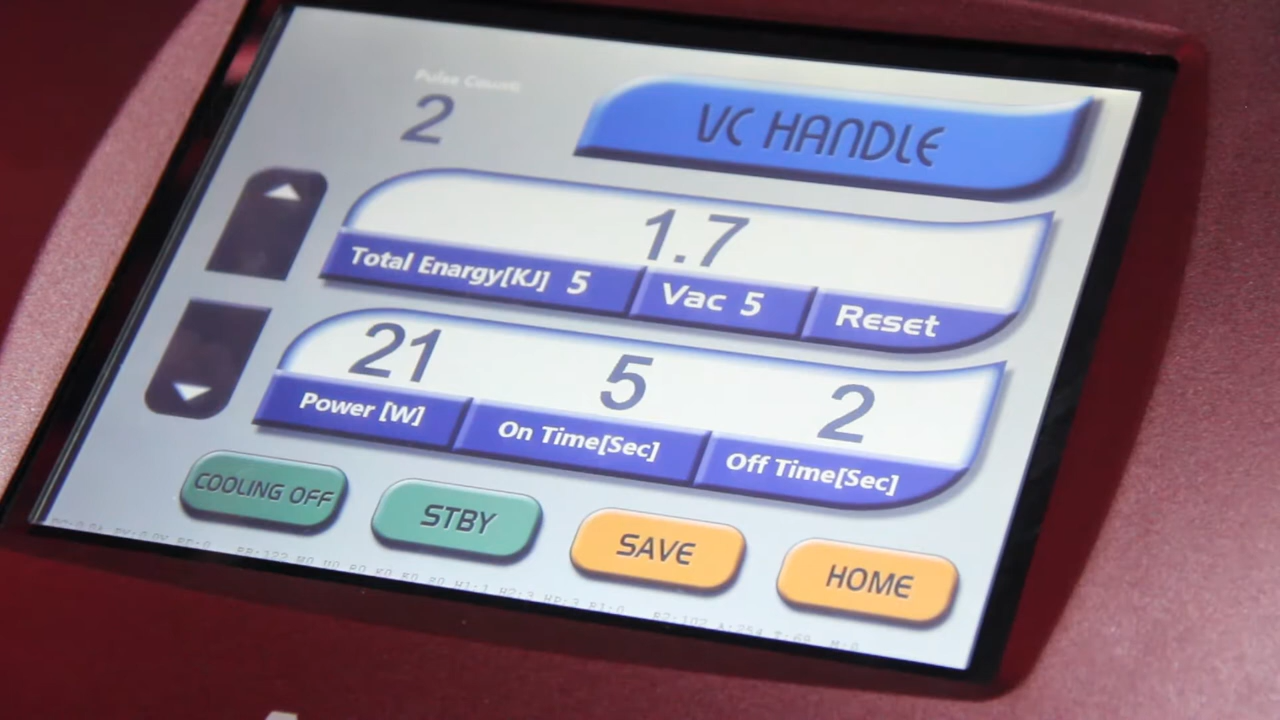 Pulse Count:
2
VC HANDLE
1.7
Total Enargy[KJ] 5 Vac 5 Reset
21 5 2
Power [W] On Time[Sec] Off Time[Sec]
COOLING OFF STBY SAVE HOME